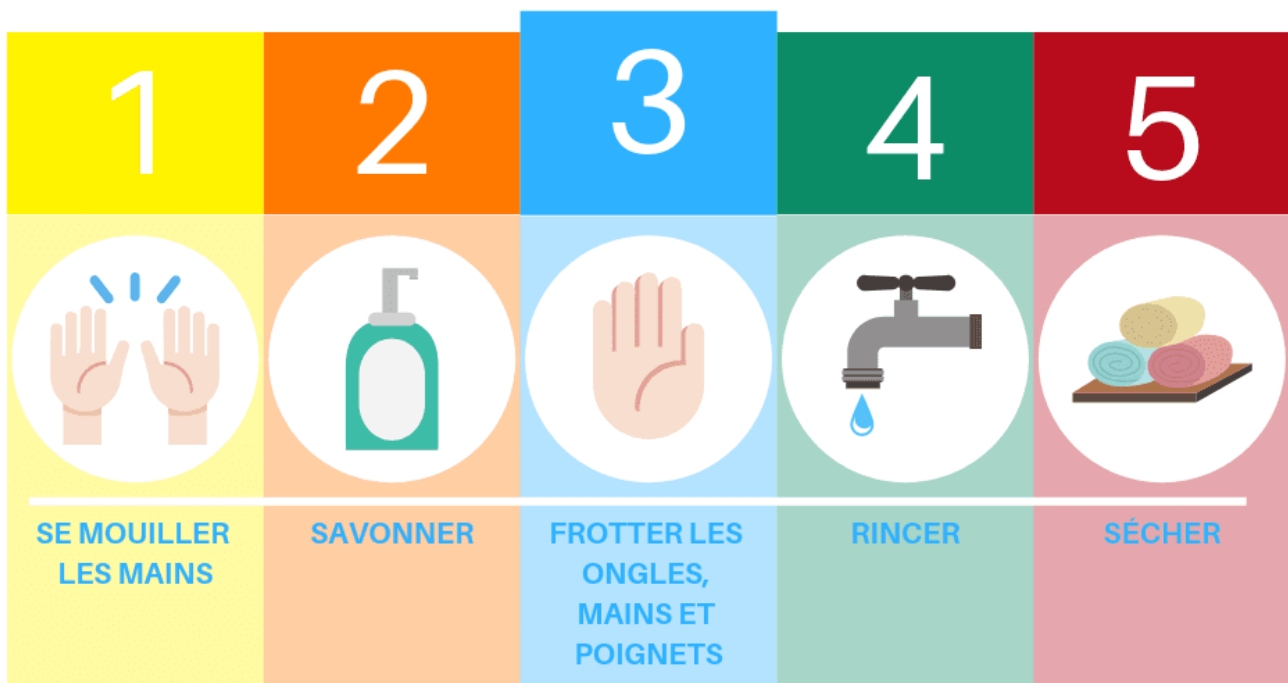 1
2
3
4
5
SE MOUILLER
LES MAINS
SAVONNER
FROTTER LES
ONGLES,
MAINS ET
POIGNETS
RINCER
SÉCHER